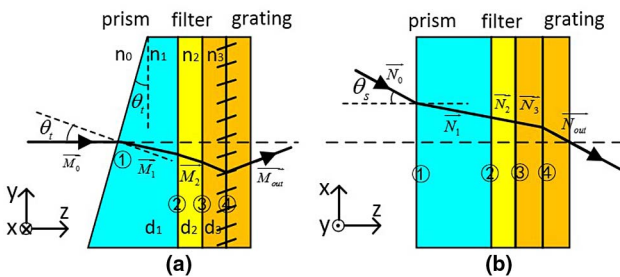 prism filter grating
n₀ n₁ n₂ n₃
θₜ
θₜ
M₀ M₁ M₂ Mout
① ② ③ ④
d₁ d₂ d₃
y
x z
(a)
prism filter grating
N₀
θₛ
N₁ N₂ N₃ Nout
① ② ③ ④
x
y z
(b)